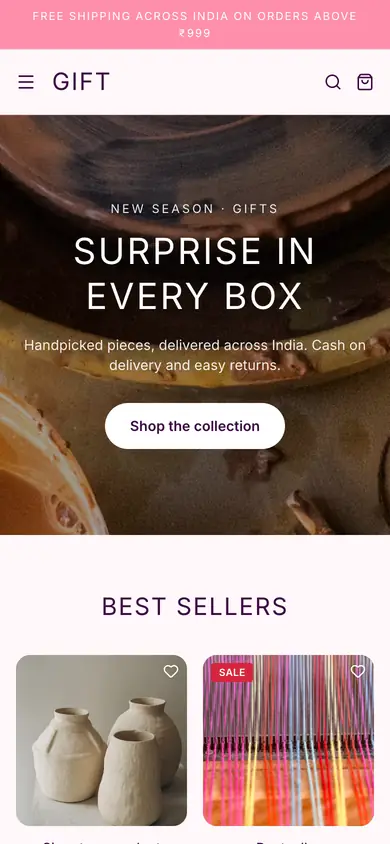 FREE SHIPPING ACROSS INDIA ON ORDERS ABOVE
₹999
GIFT
NEW SEASON · GIFTS
SURPRISE IN
EVERY BOX
Handpicked pieces, delivered across India. Cash on
delivery and easy returns.
Shop the collection
BEST SELLERS
SALE